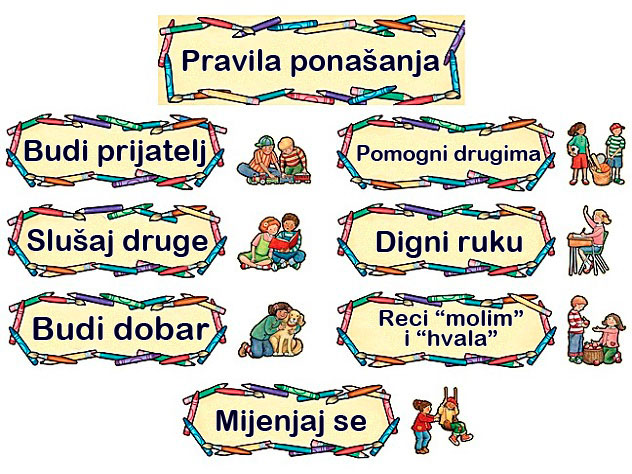 Pravila ponašanja
Budi prijatelj
Pomogni drugima
Slušaj druge
Digni ruku
Budi dobar
Reci “molim”
i “hvala”
Mijenjaj se